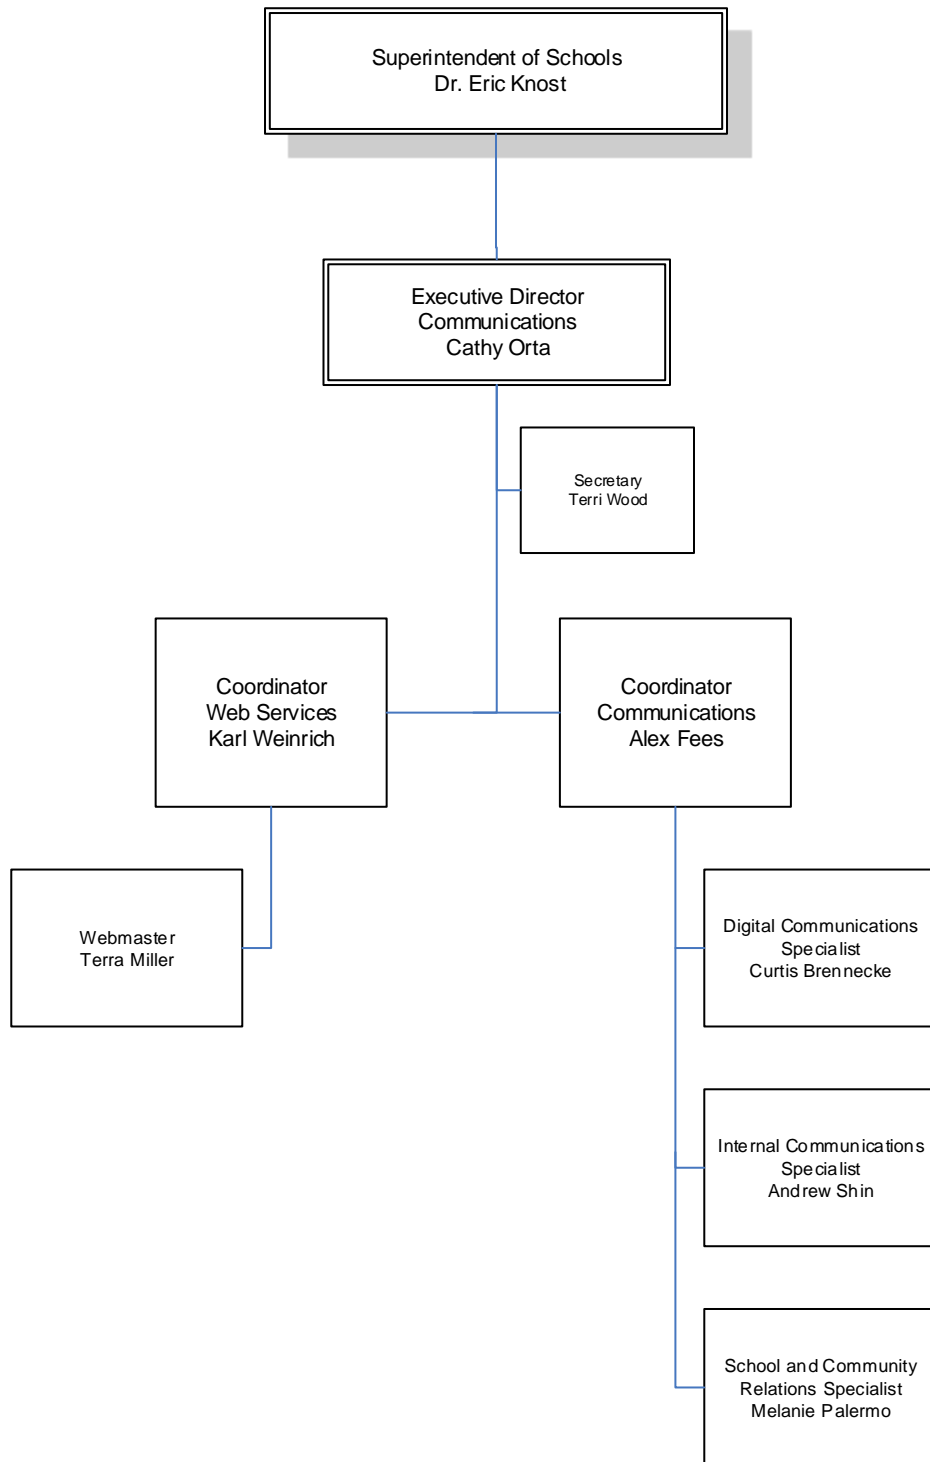 Superintendent of Schools
Dr. Eric Knost
Executive Director
Communications
Cathy Orta
Secretary
Terri Wood
Coordinator
Web Services
Karl Weinrich
Coordinator
Communications
Alex Fees
Webmaster
Terra Miller
Digital Communications
Specialist
Curtis Brennecke
Internal Communications
Specialist
Andrew Shin
School and Community
Relations Specialist
Melanie Palermo